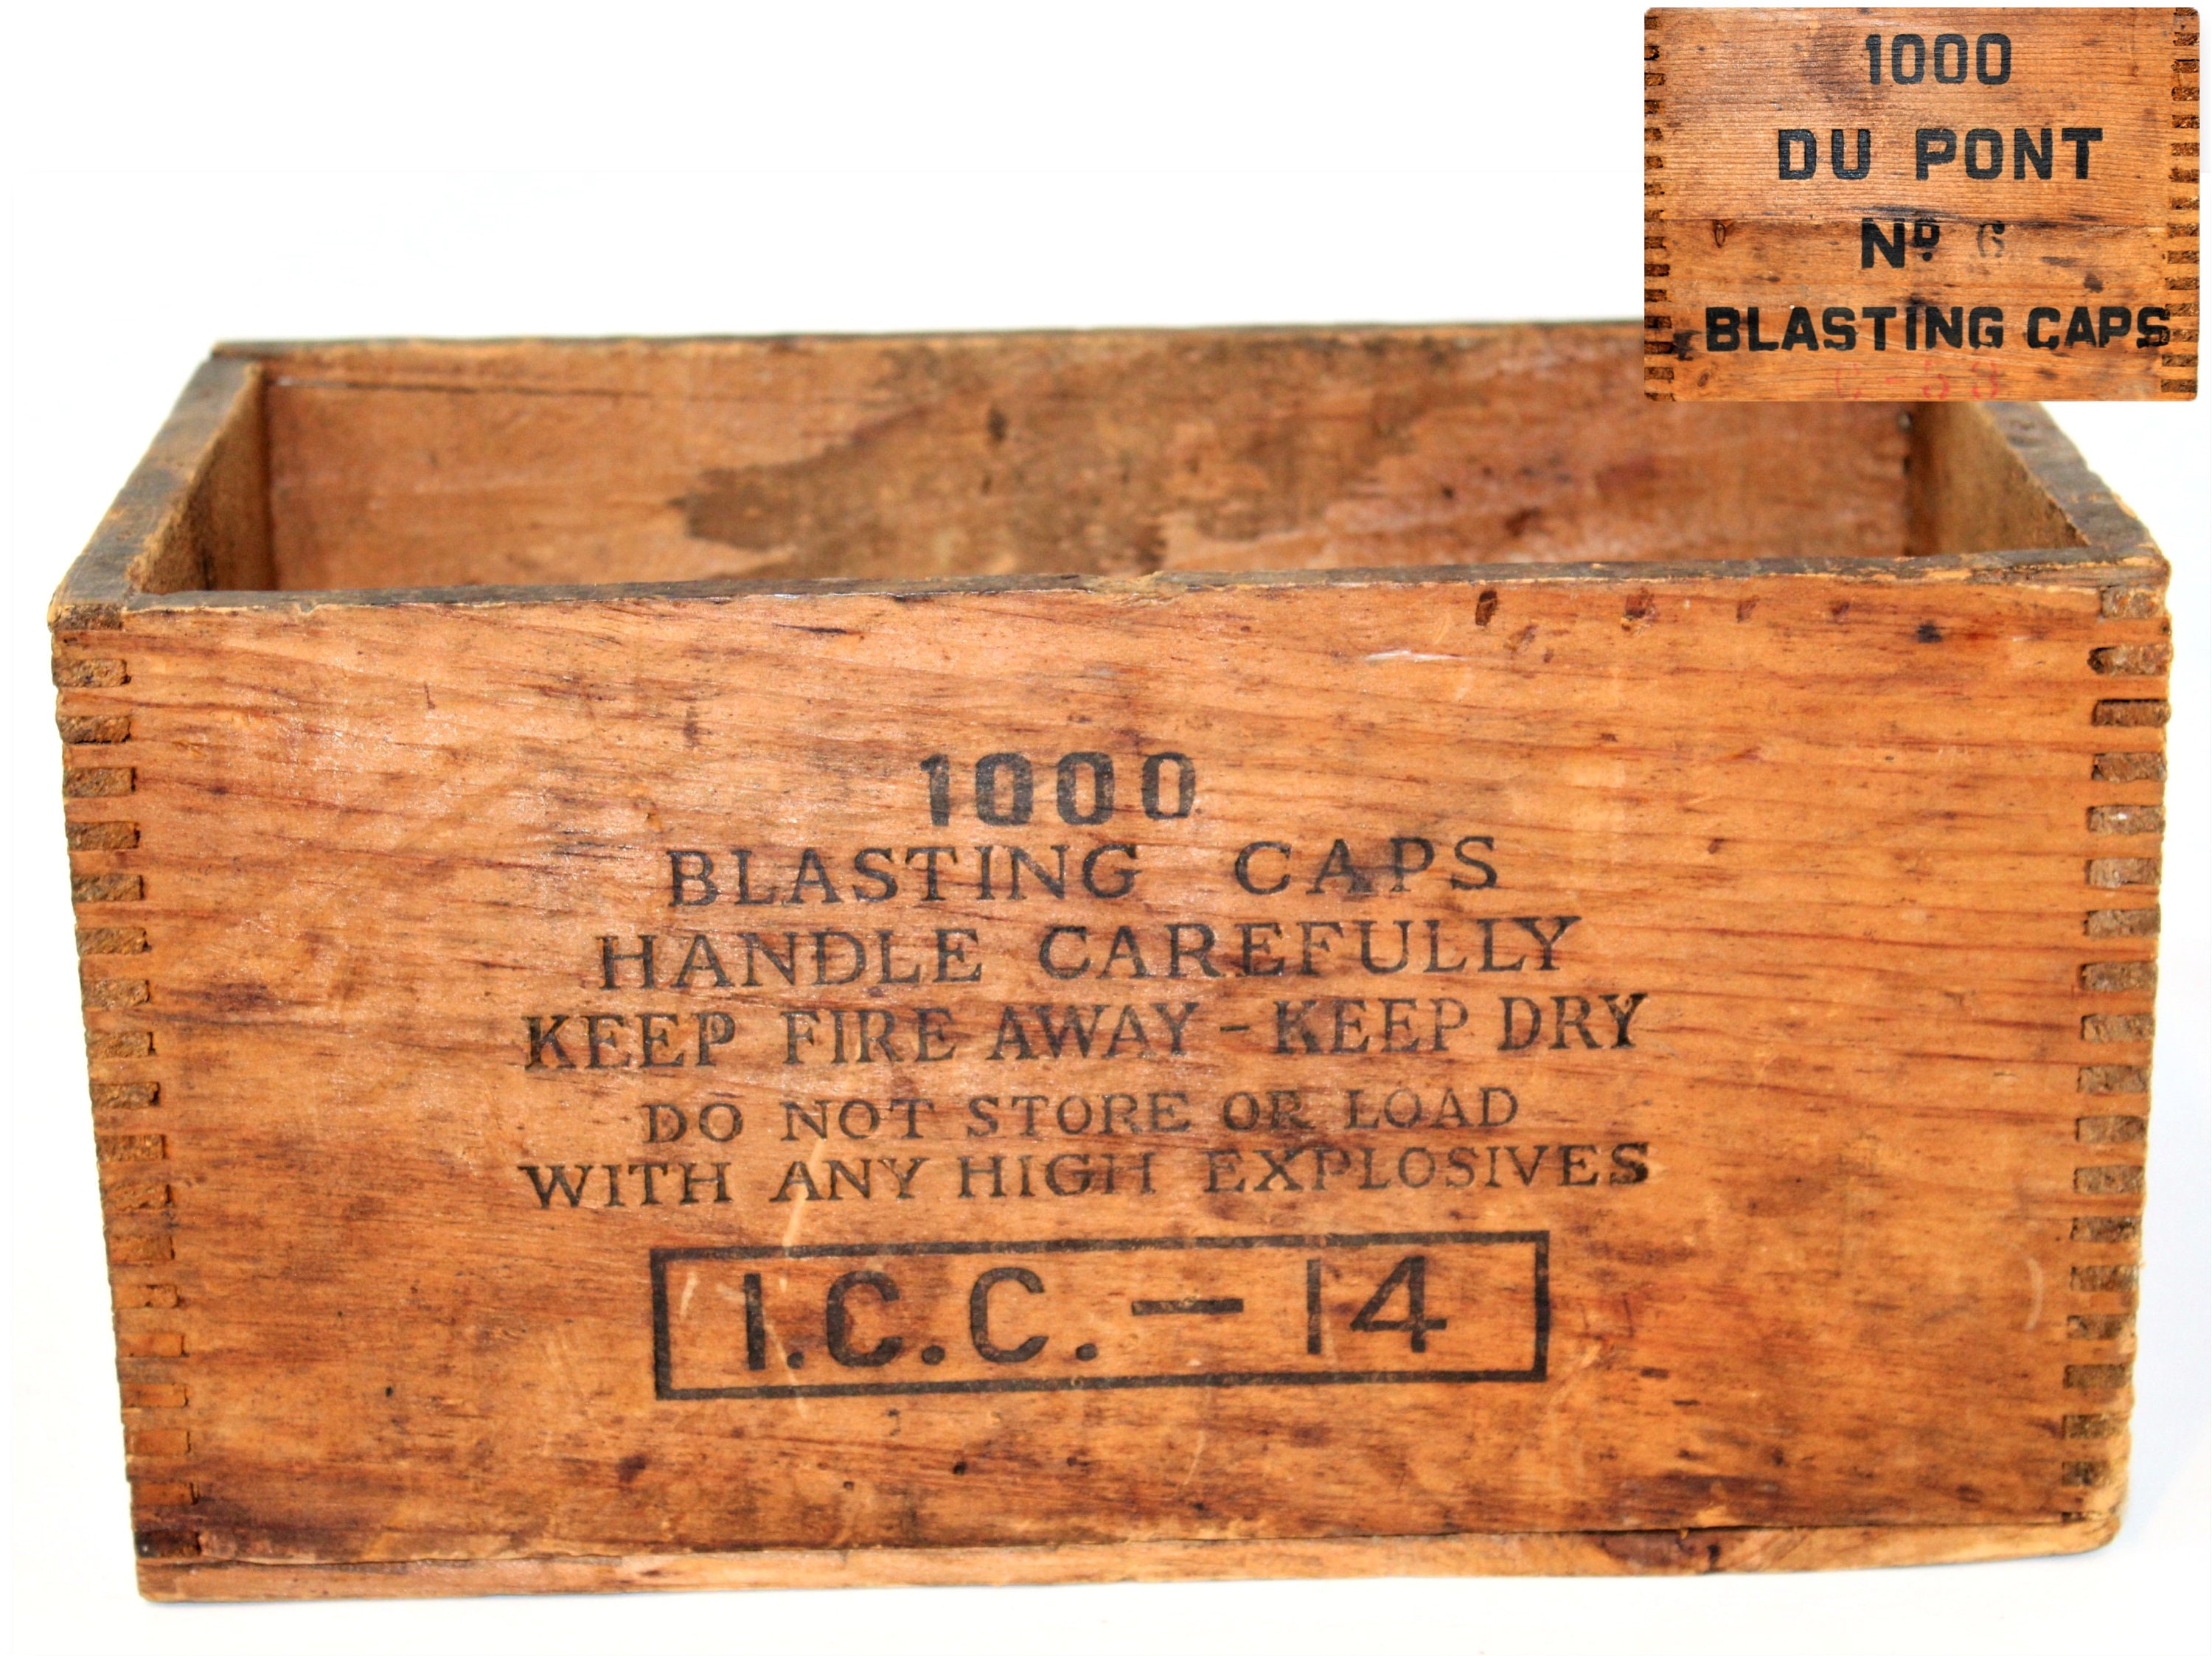 1000
DU PONT
Nº 6
BLASTING CAPS
C-53
1000
BLASTING CAPS
HANDLE CAREFULLY
KEEP FIRE AWAY - KEEP DRY
DO NOT STORE OR LOAD
WITH ANY HIGH EXPLOSIVES
I.C.C. — 14